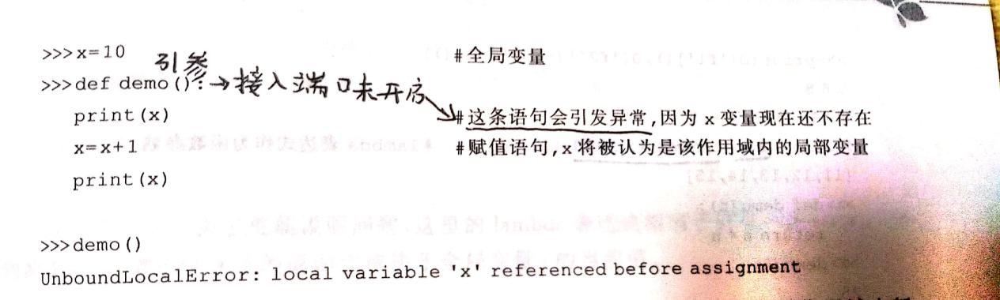 >>>x=10 #全局变量
引参
>>>def demo(): →接入端口未开启
print(x) #这条语句会引发异常,因为 x 变量现在还不存在
x=x+1 #赋值语句,x 将被认为是该作用域内的局部变量
print(x)
>>>demo()
UnboundLocalError: local variable 'x' referenced before assignment